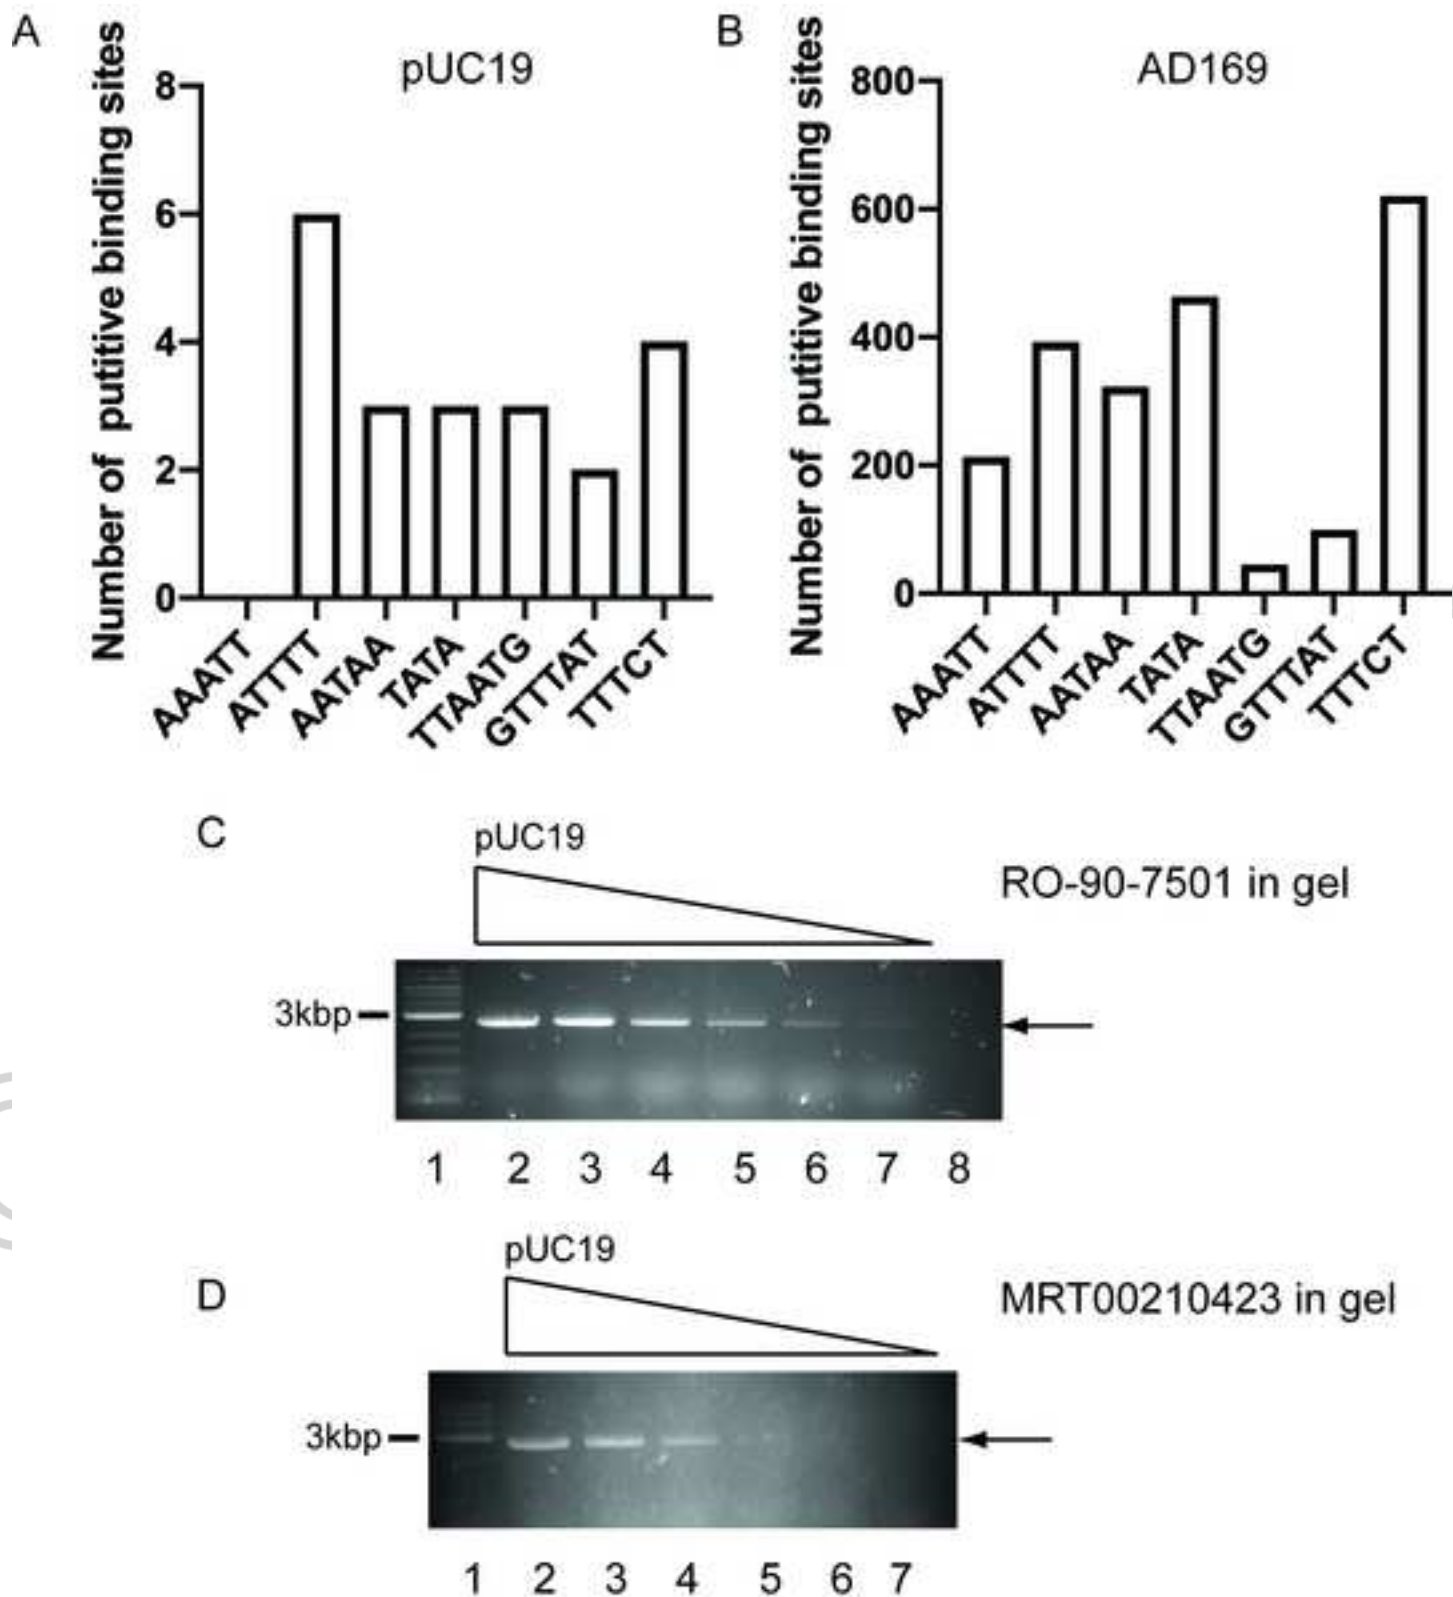 A
pUC19
Number of putitive binding sites
8
6
4
2
0
AAATT
ATTTT
AATAA
TATA
TTAATG
GTTTAT
TTTCT
B
AD169
Number of putitive binding sites
800
600
400
200
0
AAATT
ATTTT
AATAA
TATA
TTAATG
GTTTAT
TTTCT
C
pUC19
RO-90-7501 in gel
3kbp
1 2 3 4 5 6 7 8
D
pUC19
MRT00210423 in gel
3kbp
1 2 3 4 5 6 7